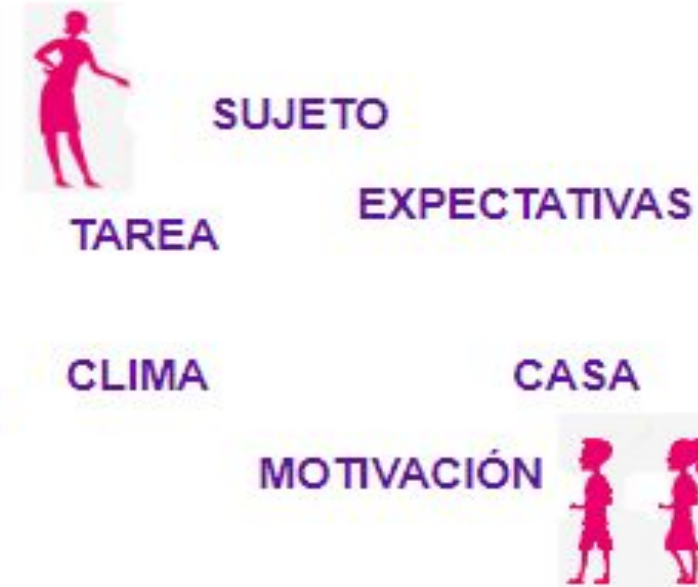 SUJETO
EXPECTATIVAS
TAREA
CLIMA
CASA
MOTIVACIÓN